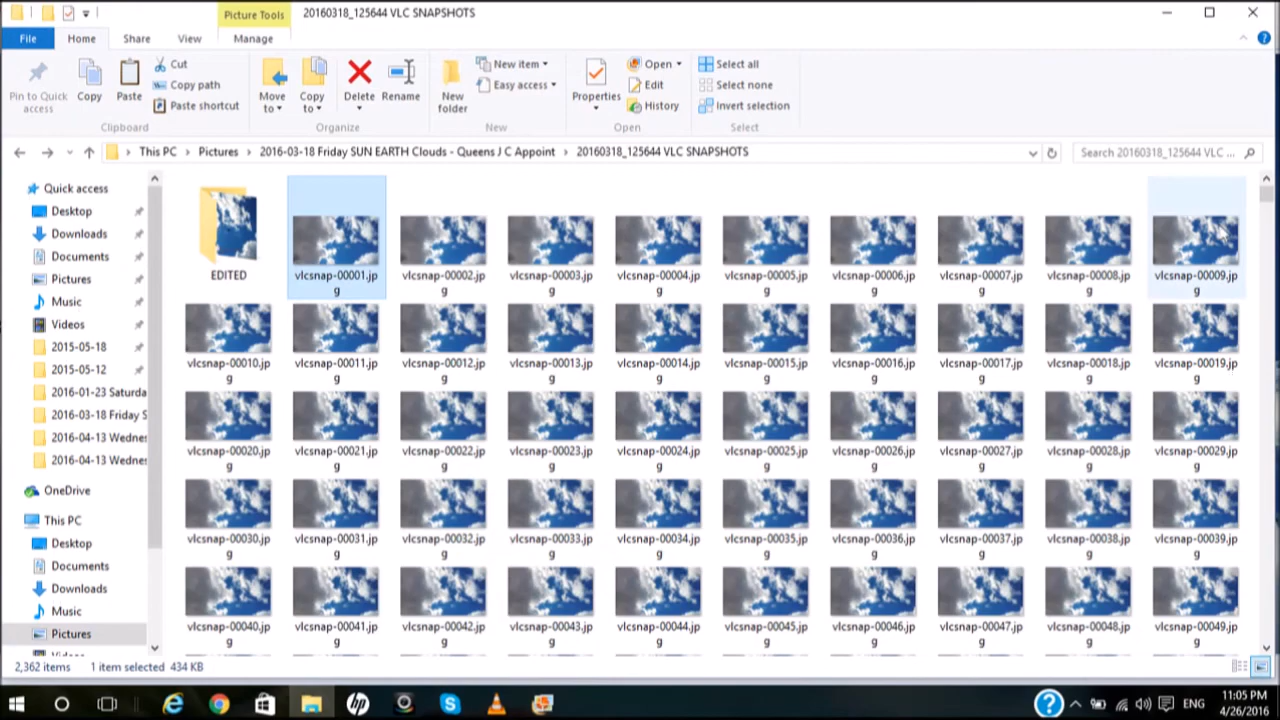 Picture Tools
20160318_125644 VLC SNAPSHOTS
File
Home
Share
View
Manage
Pin to Quick access
Copy
Paste
Cut
Copy path
Paste shortcut
Move to
Copy to
Delete
Rename
New folder
New item
Easy access
Properties
Open
Edit
History
Select all
Select none
Invert selection
Clipboard
Organize
New
Open
Select
This PC > Pictures > 2016-03-18 Friday SUN EARTH Clouds - Queens J C Appoint > 20160318_125644 VLC SNAPSHOTS
Search 20160318_125644 VLC ...
Quick access
Desktop
Downloads
Documents
Pictures
Music
Videos
2015-05-18
2015-05-12
2016-01-23 Saturda
2016-03-18 Friday S
2016-04-13 Wednes
2016-04-13 Wednes
OneDrive
This PC
Desktop
Documents
Downloads
Music
Pictures
EDITED
vlcsnap-00001.jpg
vlcsnap-00002.jpg
vlcsnap-00003.jpg
vlcsnap-00004.jpg
vlcsnap-00005.jpg
vlcsnap-00006.jpg
vlcsnap-00007.jpg
vlcsnap-00008.jpg
vlcsnap-00009.jpg
vlcsnap-00010.jpg
vlcsnap-00011.jpg
vlcsnap-00012.jpg
vlcsnap-00013.jpg
vlcsnap-00014.jpg
vlcsnap-00015.jpg
vlcsnap-00016.jpg
vlcsnap-00017.jpg
vlcsnap-00018.jpg
vlcsnap-00019.jpg
vlcsnap-00020.jpg
vlcsnap-00021.jpg
vlcsnap-00022.jpg
vlcsnap-00023.jpg
vlcsnap-00024.jpg
vlcsnap-00025.jpg
vlcsnap-00026.jpg
vlcsnap-00027.jpg
vlcsnap-00028.jpg
vlcsnap-00029.jpg
vlcsnap-00030.jpg
vlcsnap-00031.jpg
vlcsnap-00032.jpg
vlcsnap-00033.jpg
vlcsnap-00034.jpg
vlcsnap-00035.jpg
vlcsnap-00036.jpg
vlcsnap-00037.jpg
vlcsnap-00038.jpg
vlcsnap-00039.jpg
vlcsnap-00040.jpg
vlcsnap-00041.jpg
vlcsnap-00042.jpg
vlcsnap-00043.jpg
vlcsnap-00044.jpg
vlcsnap-00045.jpg
vlcsnap-00046.jpg
vlcsnap-00047.jpg
vlcsnap-00048.jpg
vlcsnap-00049.jpg
2,362 items
1 item selected 434 KB
hp
ENG
11:05 PM
4/26/2016